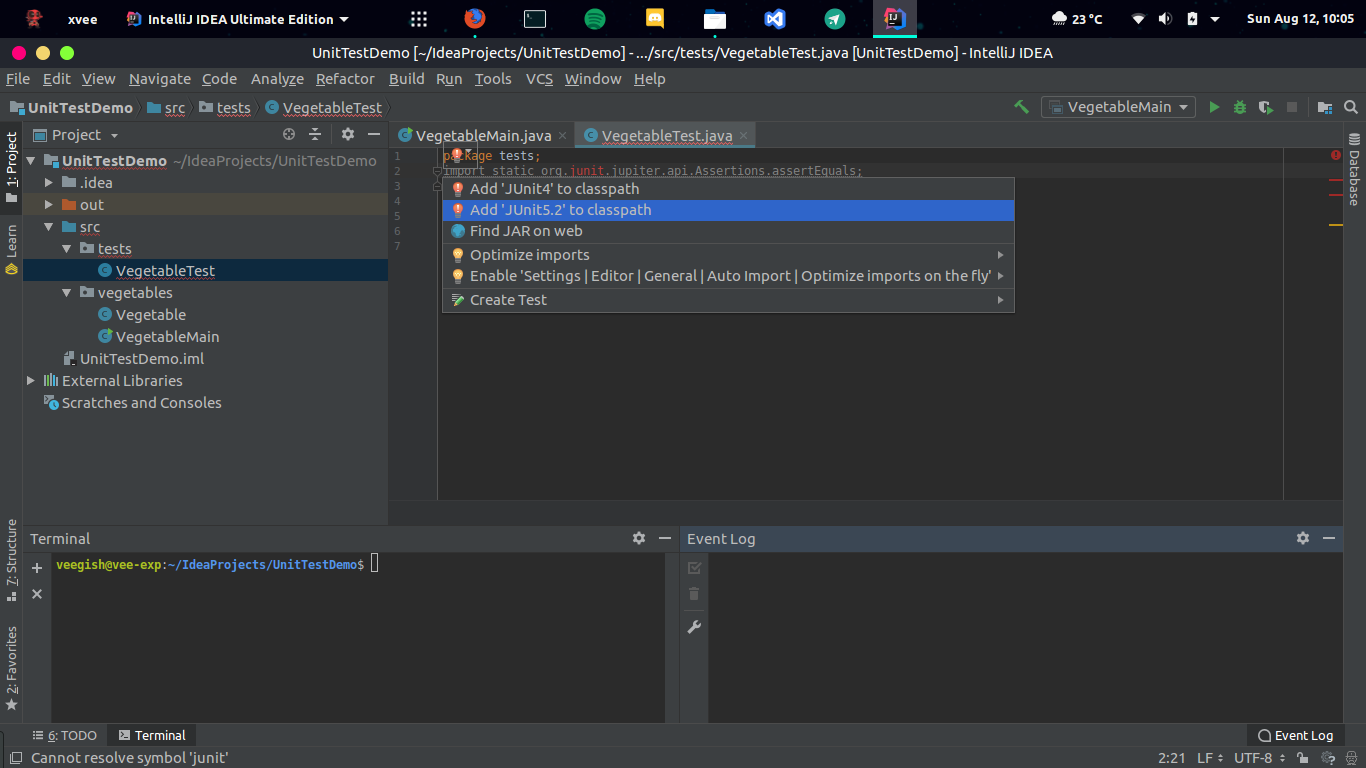 xvee IntelliJ IDEA Ultimate Edition 23 °C Sun Aug 12, 10:05
UnitTestDemo [~/IdeaProjects/UnitTestDemo] - .../src/tests/VegetableTest.java [UnitTestDemo] - IntelliJ IDEA
File Edit View Navigate Code Analyze Refactor Build Run Tools VCS Window Help
UnitTestDemo src tests VegetableTest VegetableMain
Project VegetableMain.java VegetableTest.java
1: Project
Learn
7: Structure
2: Favorites
UnitTestDemo ~/IdeaProjects/UnitTestDemo
.idea
out
src
tests
VegetableTest
vegetables
Vegetable
VegetableMain
UnitTestDemo.iml
External Libraries
Scratches and Consoles
1 package tests;
2 import static org.junit.jupiter.api.Assertions.assertEquals;
3
4
5
6
7
Add 'JUnit4' to classpath
Add 'JUnit5.2' to classpath
Find JAR on web
Optimize imports
Enable 'Settings | Editor | General | Auto Import | Optimize imports on the fly'
Create Test
Database
Terminal
veegish@vee-exp:~/IdeaProjects/UnitTestDemo$
Event Log
6: TODO Terminal Event Log
Cannot resolve symbol 'junit' 2:21 LF UTF-8